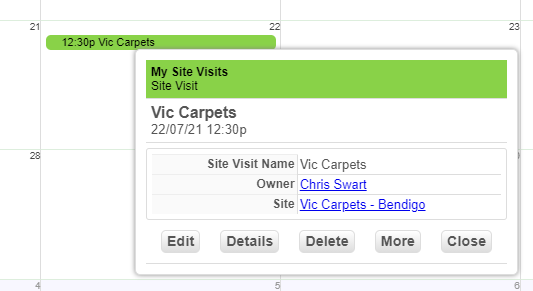 21
22
23
12:30p Vic Carpets
My Site Visits
Site Visit
Vic Carpets
22/07/21 12:30p
Site Visit Name Vic Carpets
Owner Chris Swart
Site Vic Carpets - Bendigo
Edit Details Delete More Close
28
4
5
6